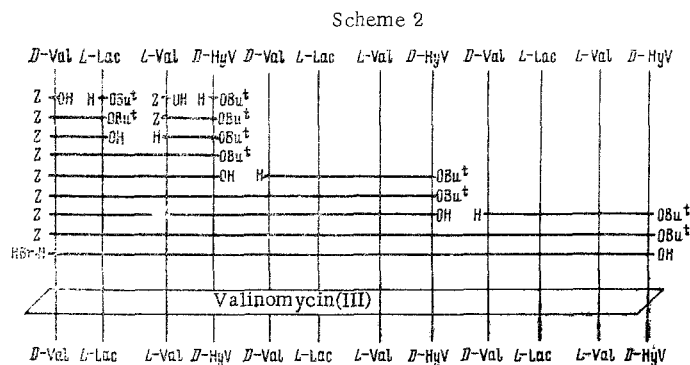 Scheme 2
D-Val L-Lac L-Val D-HyV D-Val L-Lac L-Val D-HyV D-Val L-Lac L-Val D-HyV
Z OH H OBuᵗ Z OH H OBuᵗ
Z OBuᵗ Z OBuᵗ
Z OH H OBuᵗ
Z OBuᵗ
Z OH H OBuᵗ
Z OBuᵗ
Z OH H OBuᵗ
Z OBuᵗ
HBr·H OH
Valinomycin(III)
D-Val L-Lac L-Val D-HyV D-Val L-Lac L-Val D-HyV D-Val L-Lac L-Val D-HyV